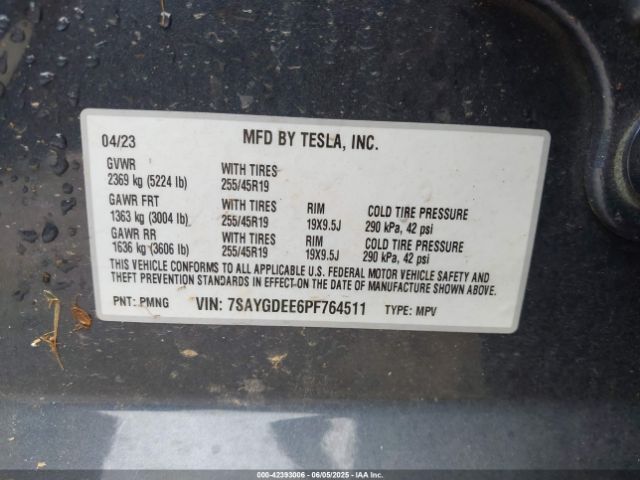 04/23 MFD BY TESLA, INC.
GVWR WITH TIRES
2369 kg (5224 lb) 255/45R19
GAWR FRT WITH TIRES RIM COLD TIRE PRESSURE
1363 kg (3004 lb) 255/45R19 19X9.5J 290 kPa, 42 psi
GAWR RR WITH TIRES RIM COLD TIRE PRESSURE
1636 kg (3606 lb) 255/45R19 19X9.5J 290 kPa, 42 psi
THIS VEHICLE CONFORMS TO ALL APPLICABLE U.S. FEDERAL MOTOR VEHICLE SAFETY AND
THEFT PREVENTION STANDARDS IN EFFECT ON THE DATE OF MANUFACTURE SHOWN ABOVE.
PNT: PMNG VIN: 7SAYGDEE6PF764511 TYPE: MPV
000-42393006 - 06/05/2025 - IAAI - Copart